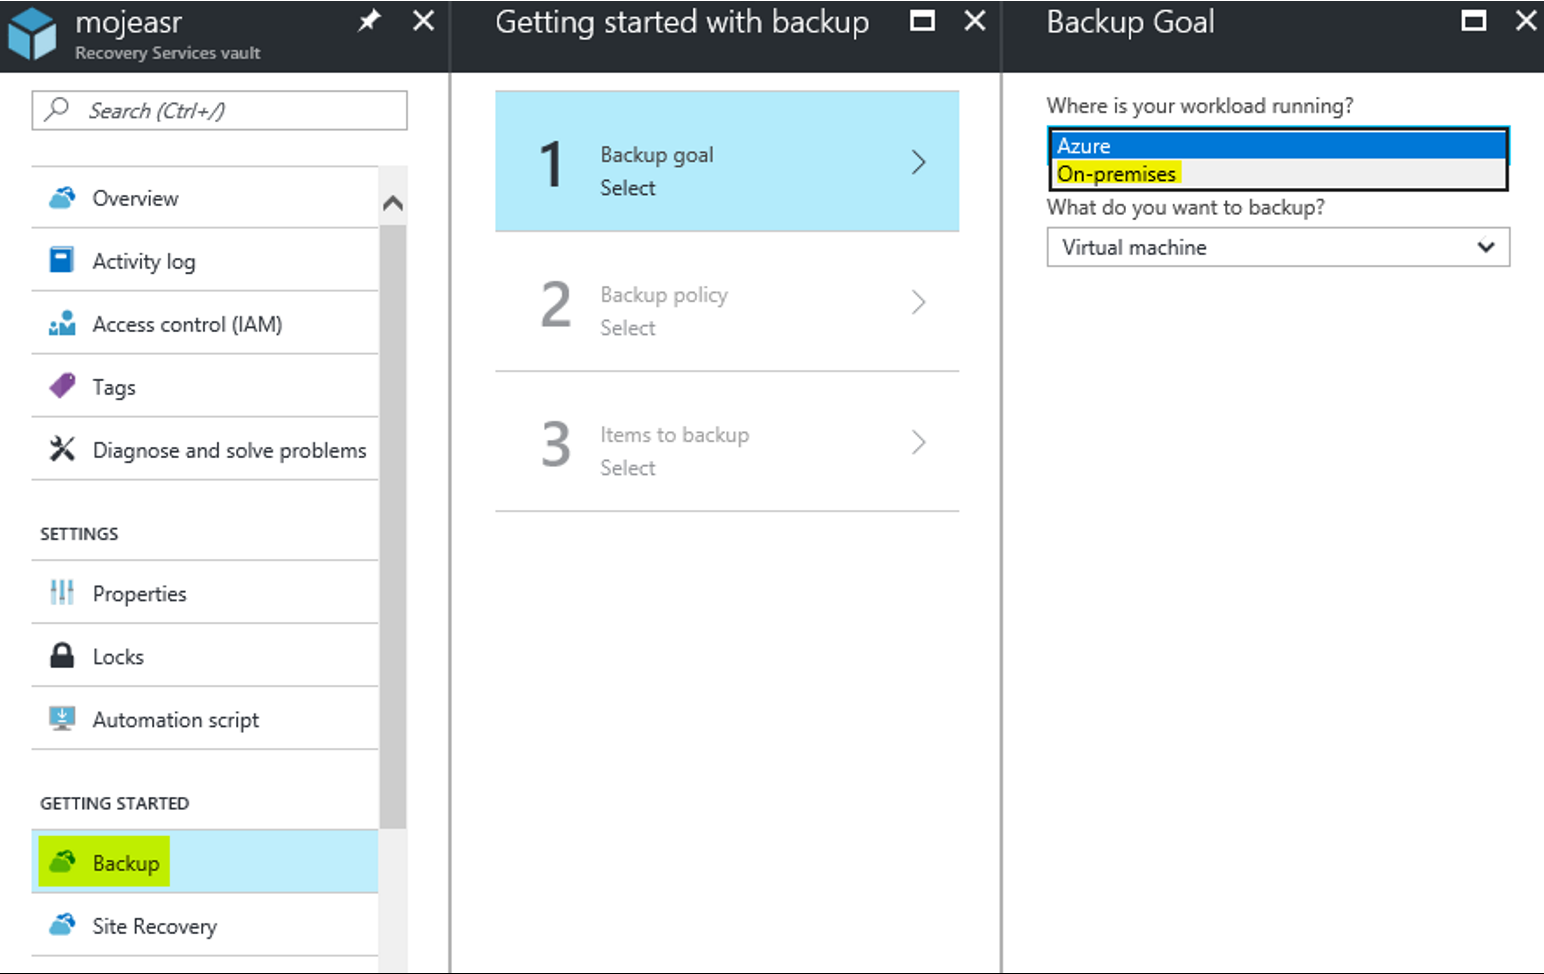 mojeasr
Recovery Services vault
Search (Ctrl+/)
Overview
Activity log
Access control (IAM)
Tags
Diagnose and solve problems
SETTINGS
Properties
Locks
Automation script
GETTING STARTED
Backup
Site Recovery
Getting started with backup
1
Backup goal
Select
2
Backup policy
Select
3
Items to backup
Select
Backup Goal
Where is your workload running?
Azure
On-premises
What do you want to backup?
Virtual machine